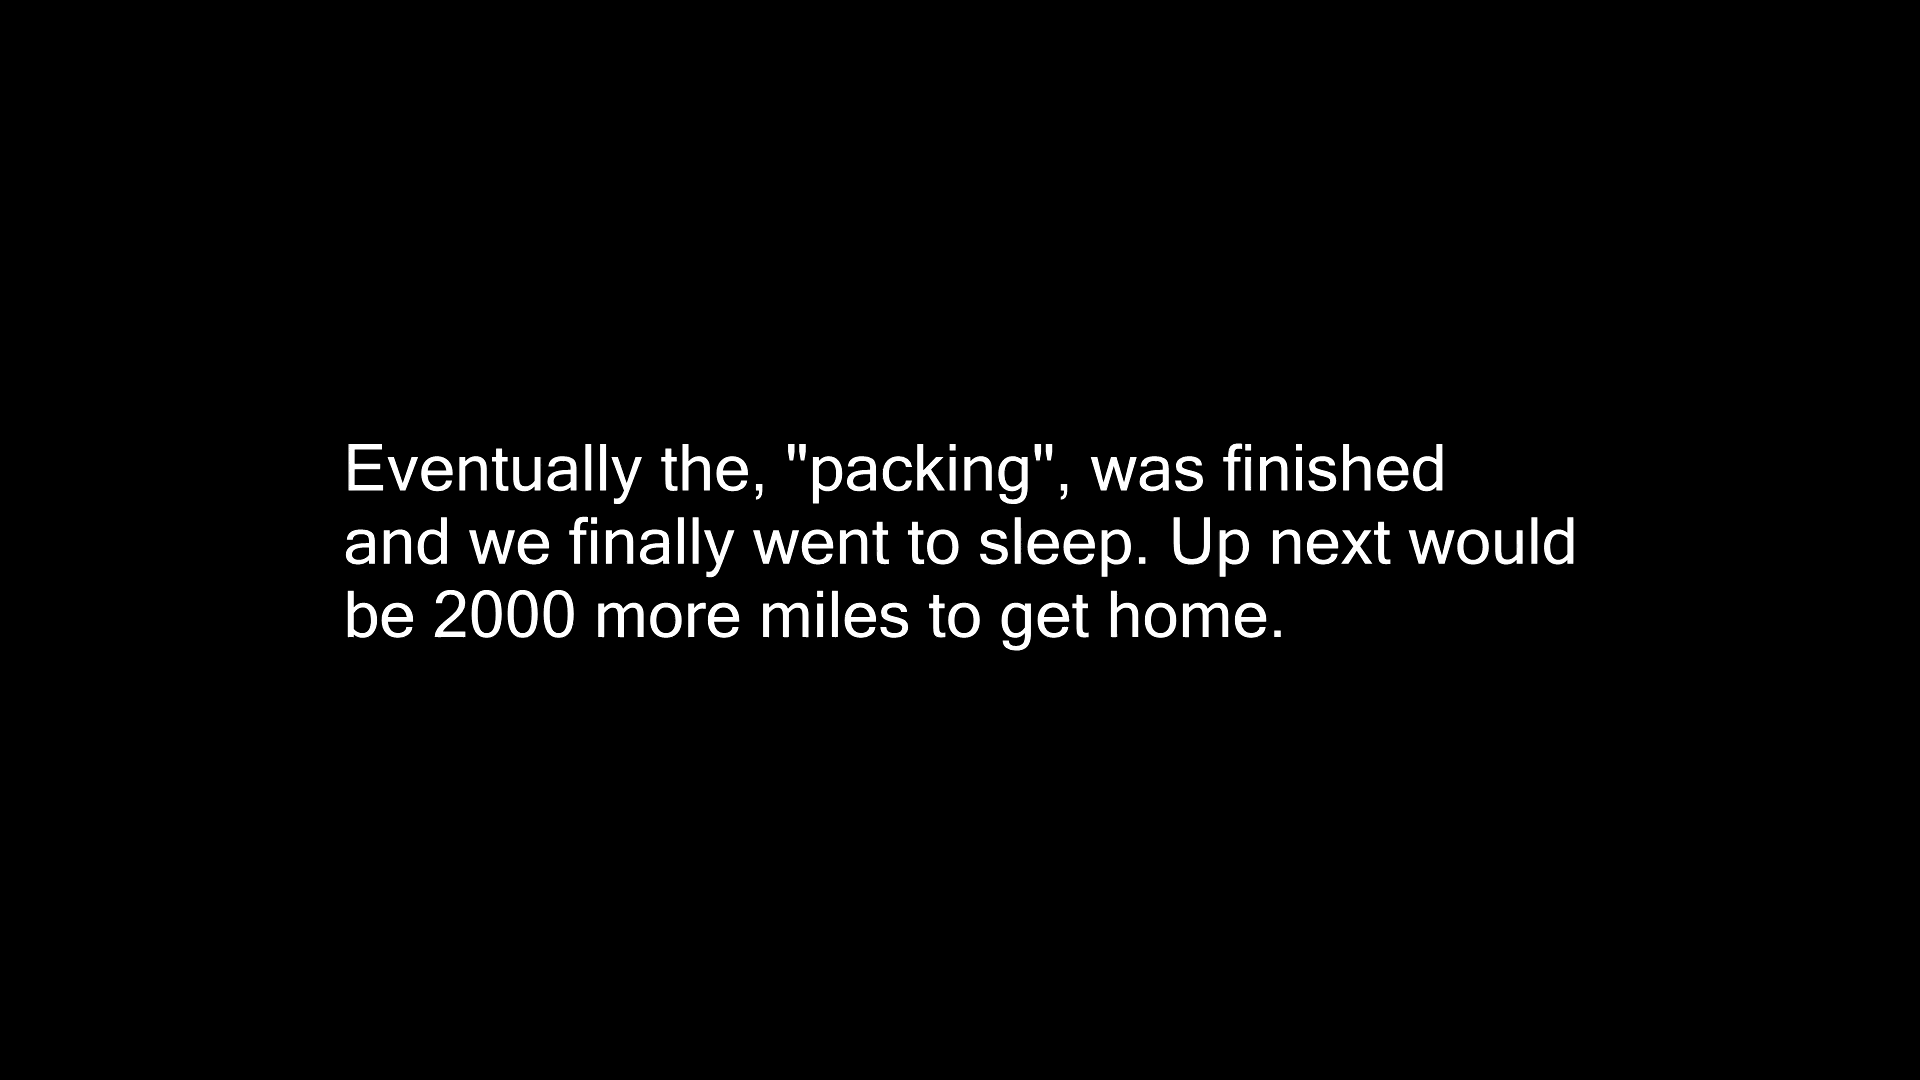 Eventually the, "packing", was finished
and we finally went to sleep. Up next would
be 2000 more miles to get home.